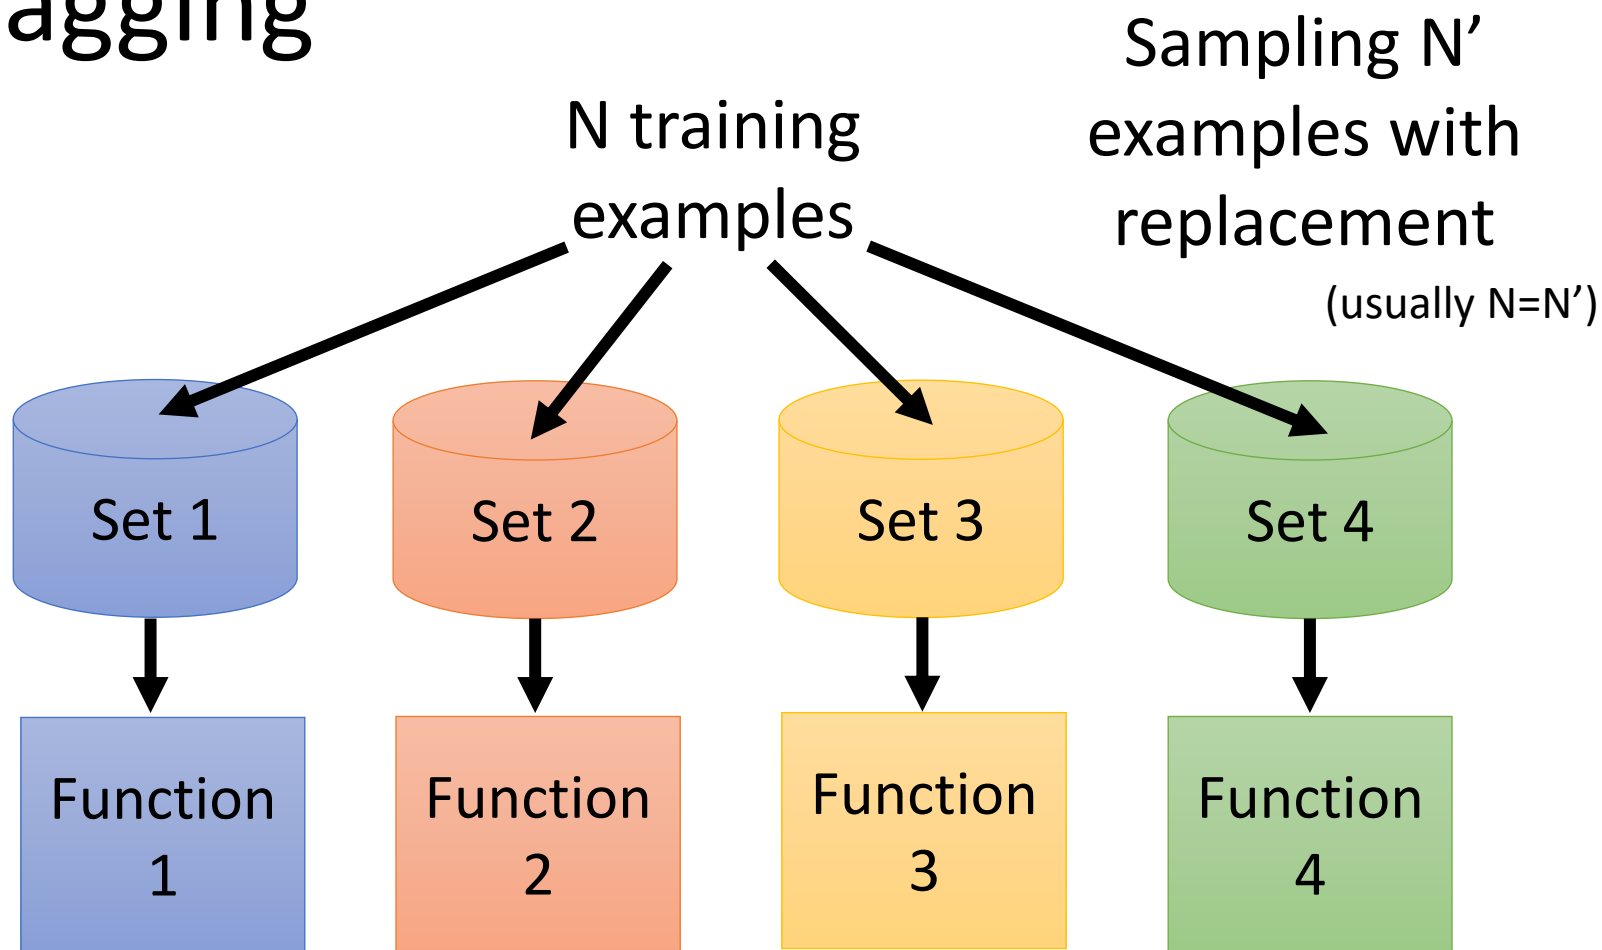 agging
Sampling N’
examples with
replacement
(usually N=N’)
N training
examples
Set 1
Set 2
Set 3
Set 4
Function
1
Function
2
Function
3
Function
4